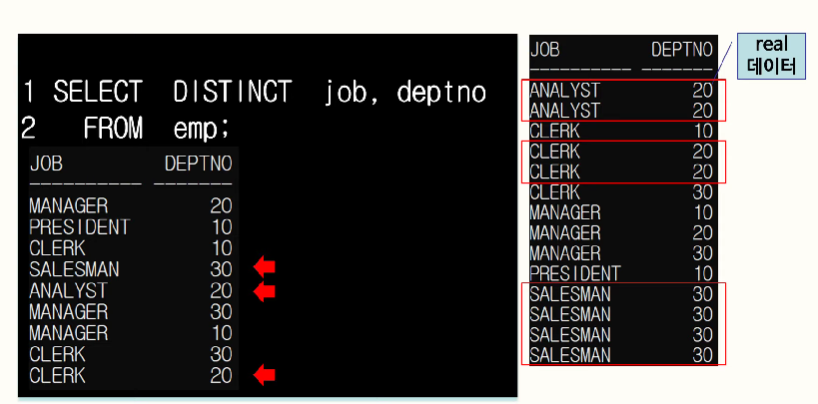 1 SELECT DISTINCT job, deptno
2 FROM emp;
JOB DEPTNO
---------- -------
MANAGER 20
PRESIDENT 10
CLERK 10
SALESMAN 30
ANALYST 20
MANAGER 30
MANAGER 10
CLERK 30
CLERK 20
JOB DEPTNO
---------- -------
ANALYST 20
ANALYST 20
CLERK 10
CLERK 20
CLERK 20
CLERK 30
MANAGER 10
MANAGER 20
MANAGER 30
PRESIDENT 10
SALESMAN 30
SALESMAN 30
SALESMAN 30
SALESMAN 30
real
데이터